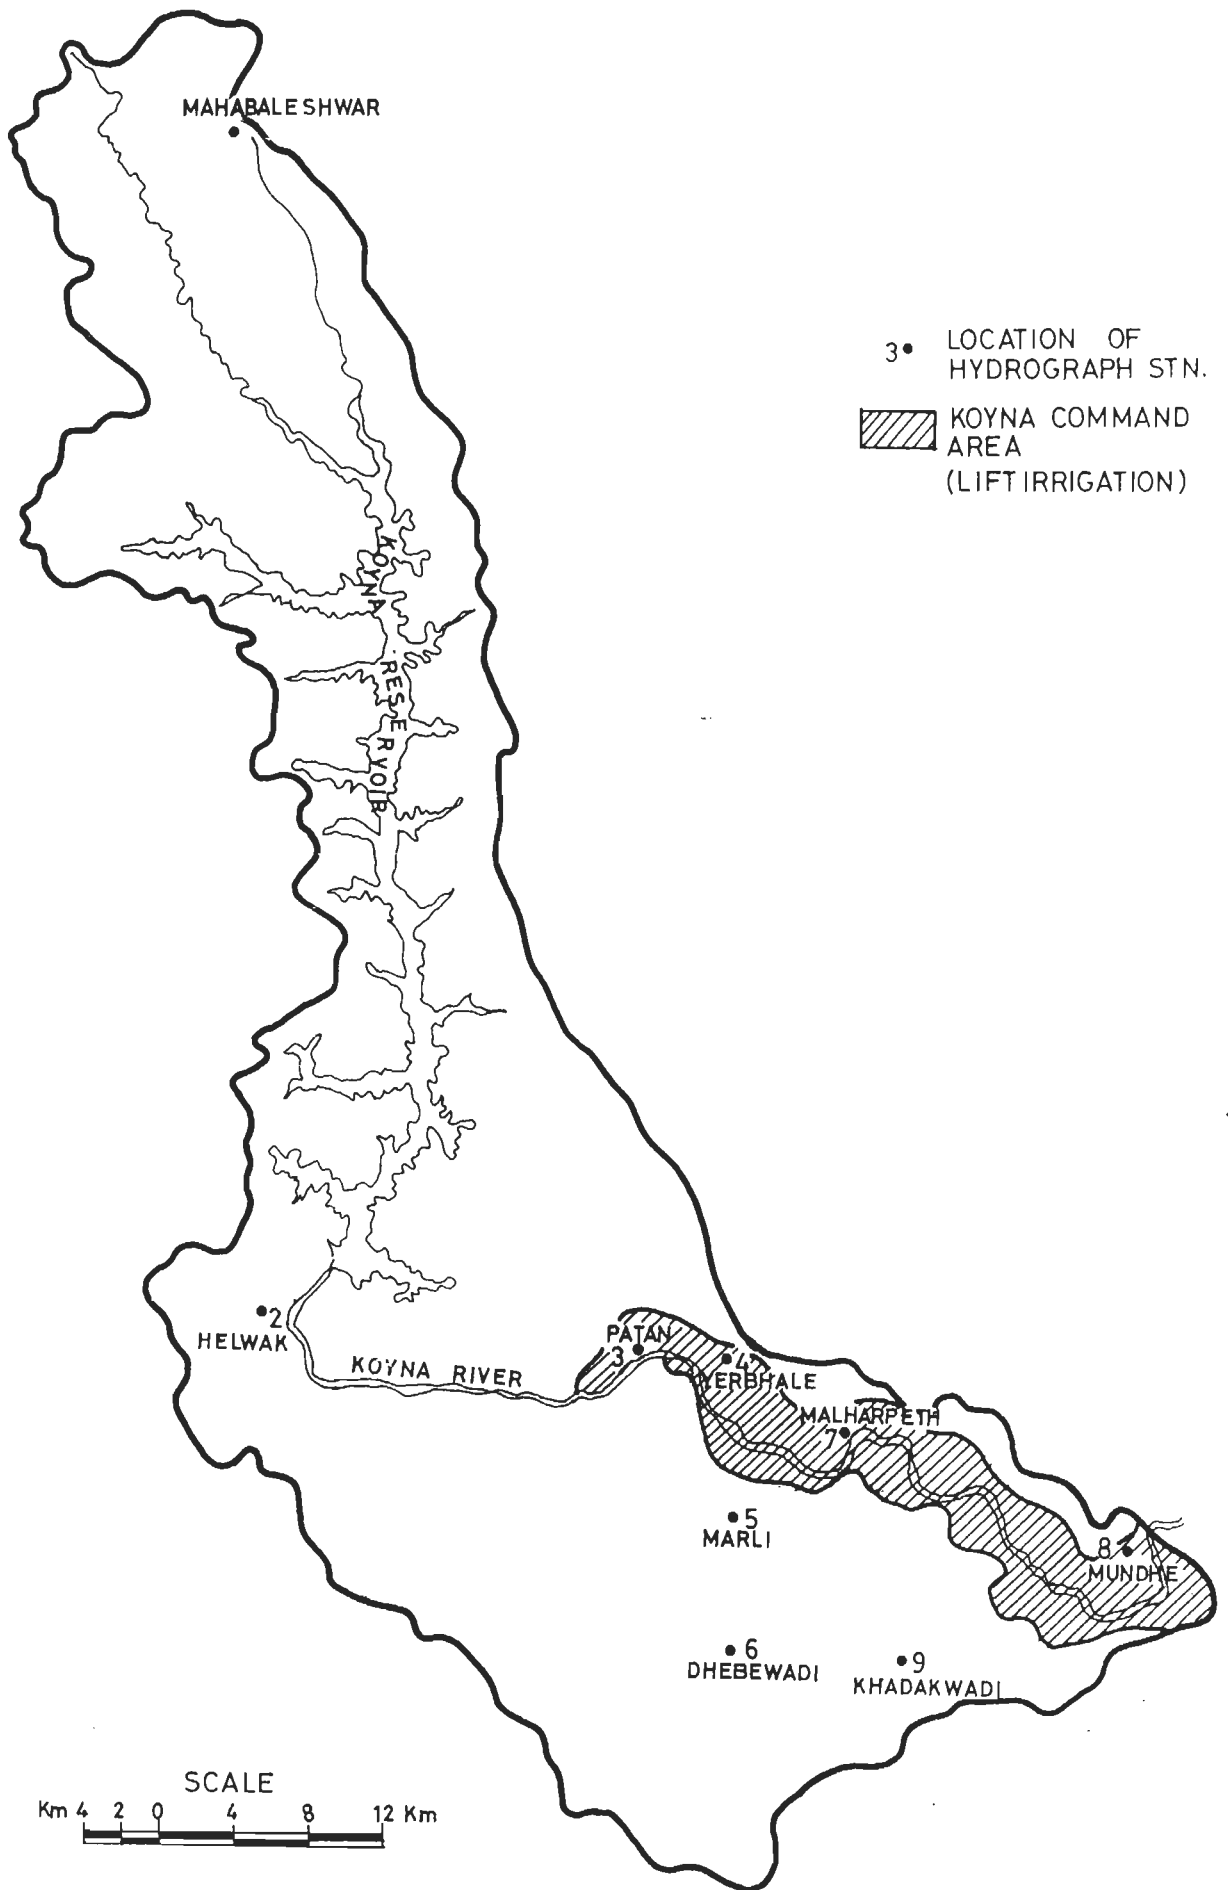 MAHABALESHWAR
3 LOCATION OF
HYDROGRAPH STN.
KOYNA COMMAND
AREA
(LIFT IRRIGATION)
KOYNA RESERVOIR
2
HELWAK
KOYNA RIVER
PATAN
3
4
YERBHALE
MALHARPETH
7
5
MARLI
8
MUNDHE
6
DHEBEWADI
9
KHADAKWADI
SCALE
Km 4 2 0 4 8 12 Km